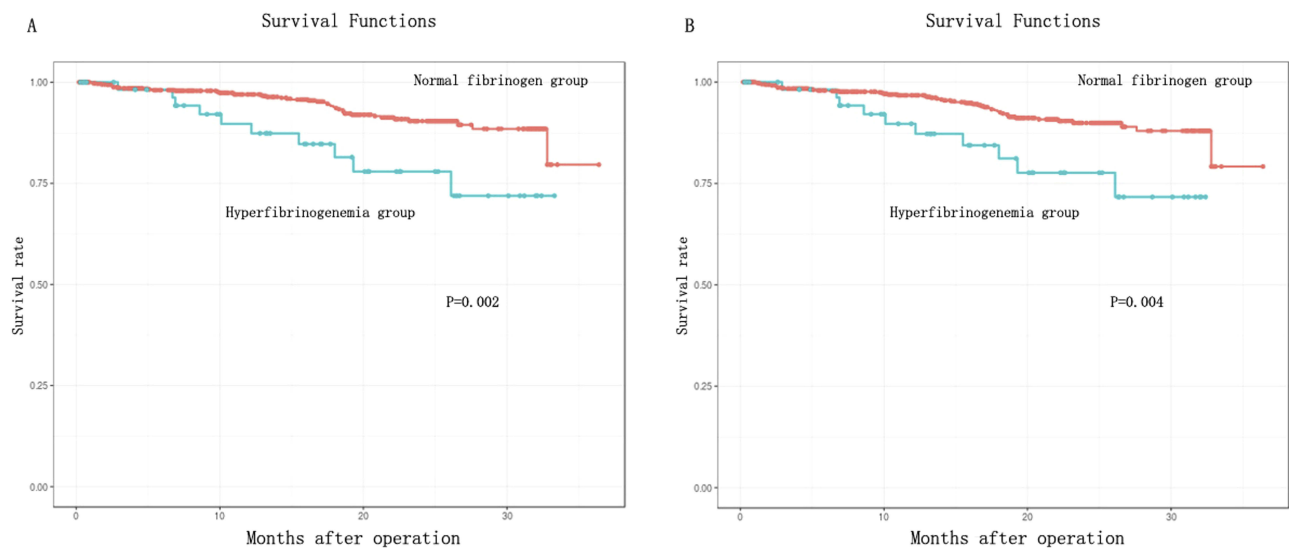 A
Survival Functions
1.00
0.75
0.50
0.25
0.00
Survival rate
Normal fibrinogen group
Hyperfibrinogenemia group
P=0.002
0
10
20
30
Months after operation
B
Survival Functions
1.00
0.75
0.50
0.25
0.00
Survival rate
Normal fibrinogen group
Hyperfibrinogenemia group
P=0.004
0
10
20
30
Months after operation